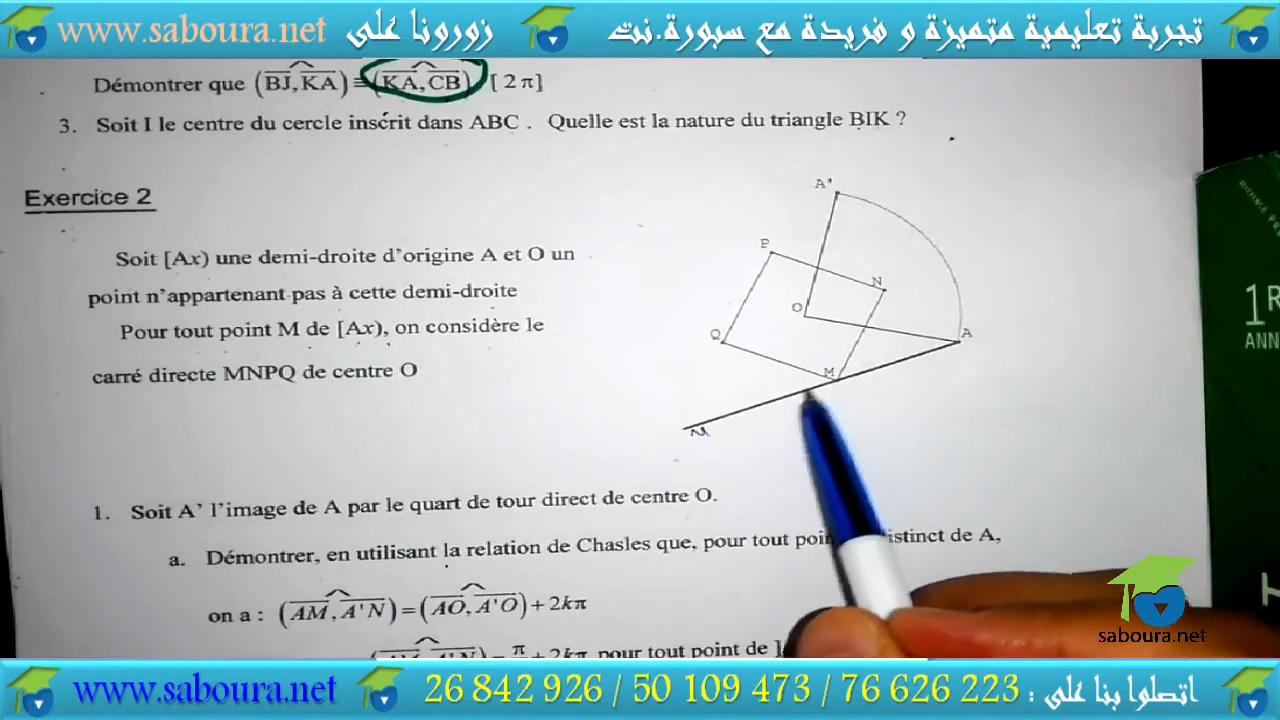 www.saboura.net زورونا على تجربة تعليمية متميزة و فريدة مع سبورة.نت
Démontrer que (BJ,KA) ≡ (KA,CB) [2π]
3. Soit I le centre du cercle inscrit dans ABC . Quelle est la nature du triangle BIK ?
Exercice 2
Soit [Ax) une demi-droite d'origine A et O un
point n'appartenant pas à cette demi-droite
Pour tout point M de [Ax), on considère le
carré directe MNPQ de centre O
A'
P
N
O
Q
A
M
1. Soit A' l'image de A par le quart de tour direct de centre O.
a. Démontrer, en utilisant la relation de Chasles que, pour tout poi istinct de A,
on a : (AM, A'N) = (AO, A'O) + 2kπ
π + 2kπ pour tout point de
1R
ANN
saboura.net
www.saboura.net 26 842 926 / 50 109 473 / 76 626 223 : اتصلوا بنا على